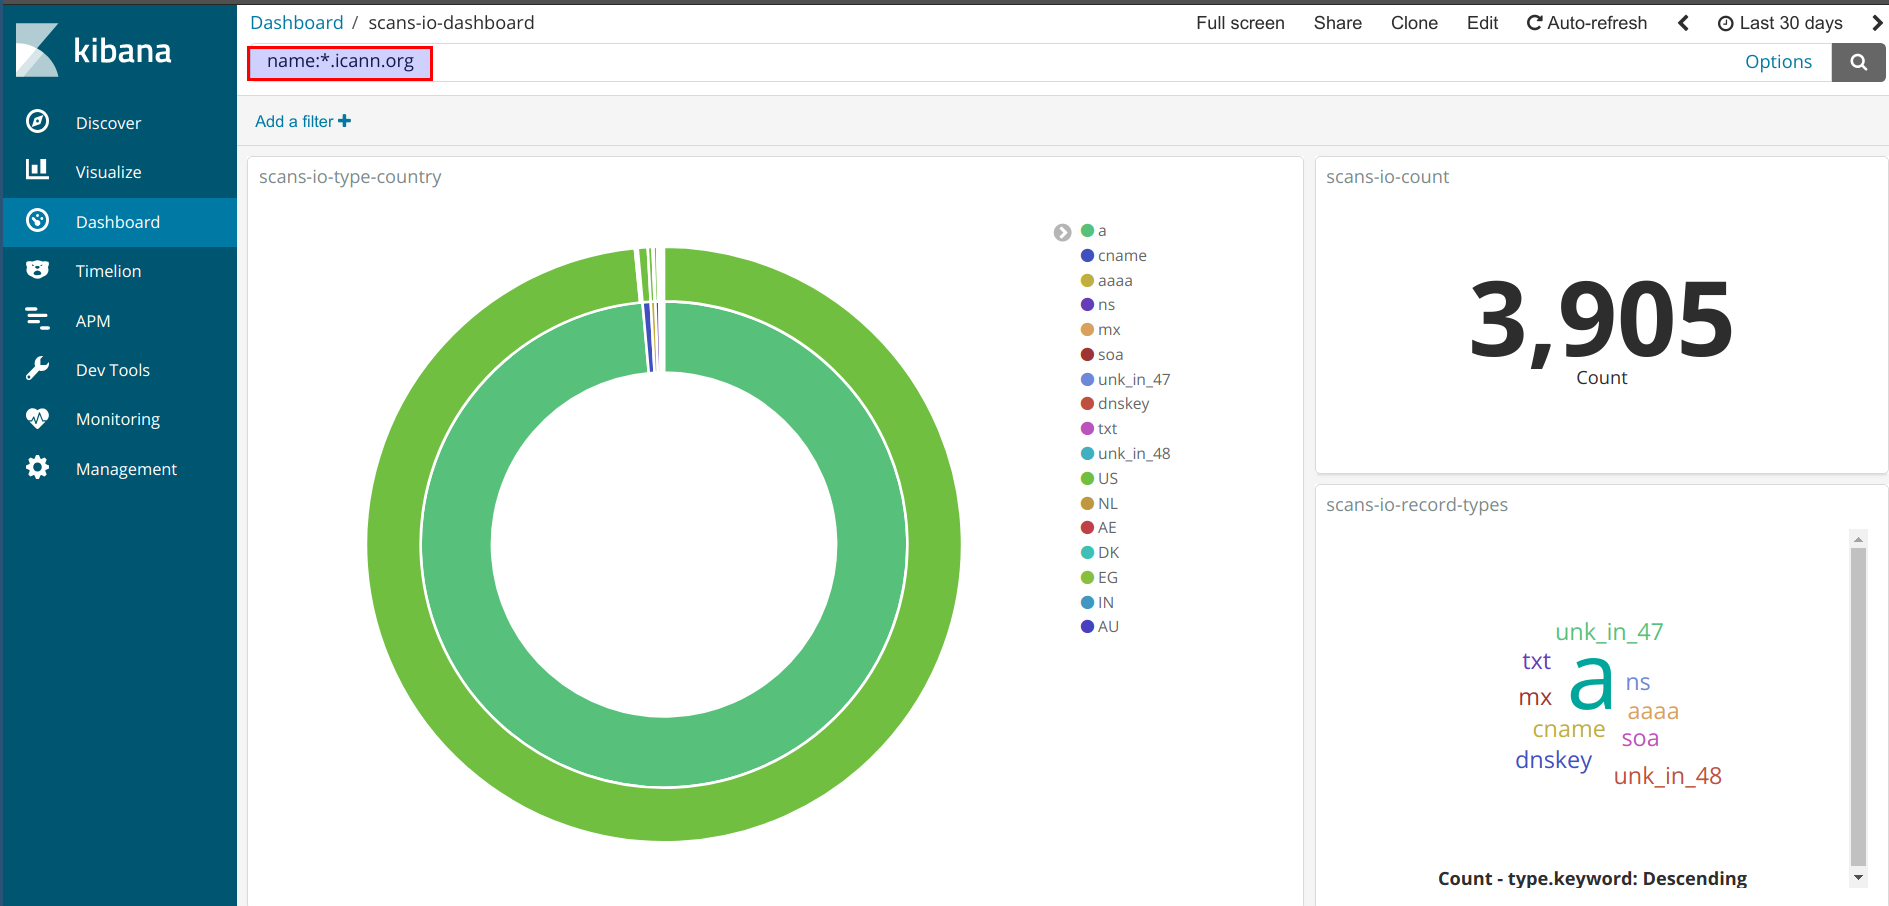 kibana
Discover
Visualize
Dashboard
Timelion
APM
Dev Tools
Monitoring
Management
Dashboard / scans-io-dashboard
Full screen Share Clone Edit Auto-refresh Last 30 days
name:*.icann.org
Options
Add a filter +
scans-io-type-country
a
cname
aaaa
ns
mx
soa
unk_in_47
dnskey
txt
unk_in_48
US
NL
AE
DK
EG
IN
AU
scans-io-count
3,905
Count
scans-io-record-types
unk_in_47
txt
a
ns
mx
aaaa
cname
soa
dnskey
unk_in_48
Count - type.keyword: Descending